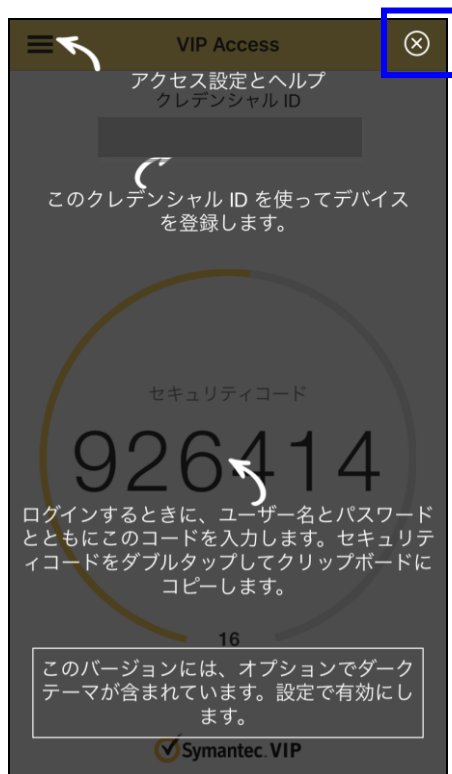 VIP Access
アクセス設定とヘルプ
クレデンシャル ID
このクレデンシャル ID を使ってデバイス
を登録します。
セキュリティコード
926414
ログインするときに、ユーザー名とパスワード
とともにこのコードを入力します。セキュリテ
ィコードをダブルタップしてクリップボードに
コピーします。
16
このバージョンには、オプションでダーク
テーマが含まれています。設定で有効にし
ます。
Symantec. VIP